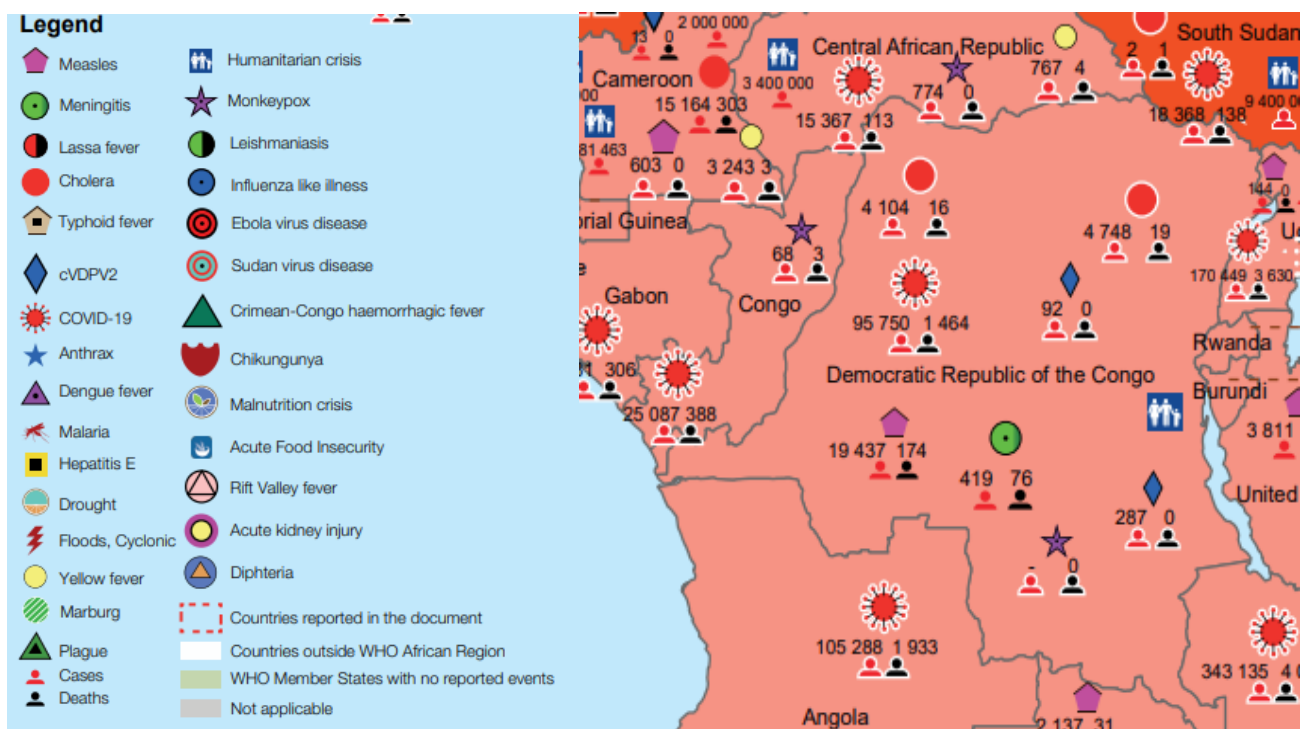 Legend
Measles
Meningitis
Lassa fever
Cholera
Typhoid fever
cVDPV2
COVID-19
Anthrax
Dengue fever
Malaria
Hepatitis E
Drought
Floods, Cyclonic
Yellow fever
Marburg
Plague
Cases
Deaths
Humanitarian crisis
Monkeypox
Leishmaniasis
Influenza like illness
Ebola virus disease
Sudan virus disease
Crimean-Congo haemorrhagic fever
Chikungunya
Malnutrition crisis
Acute Food Insecurity
Rift Valley fever
Acute kidney injury
Diphteria
Countries reported in the document
Countries outside WHO African Region
WHO Member States with no reported events
Not applicable
2 000 000
13 0
Cameroon
15 164 303
603 0
3 243 3
3 400 000
Central African Republic
15 367 113
774 0
767 4
2 1
South Sudan
18 368 138
144 0
4 104 16
4 748 19
68 3
Gabon
Congo
95 750 1 464
92 0
170 449 3 630
Rwanda
Democratic Republic of the Congo
Burundi
306
25 087 388
19 437 174
419 76
287 0
- 0
3 811
United
105 288 1 933
343 135
Angola
2 137 31